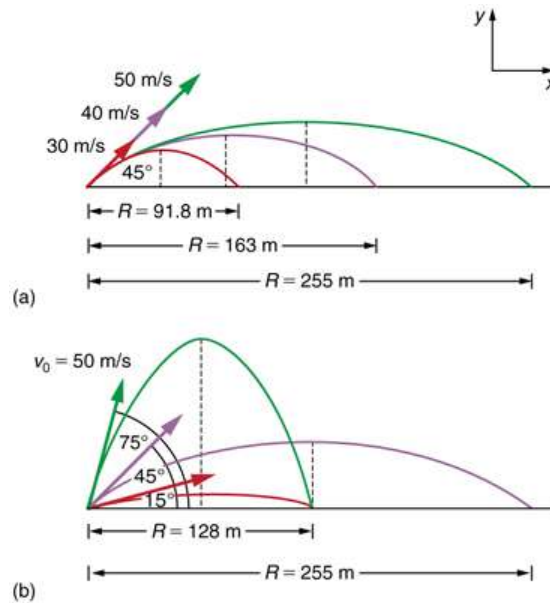 y
x
50 m/s
40 m/s
30 m/s
45°
R = 91.8 m
R = 163 m
R = 255 m
(a)
v₀ = 50 m/s
75°
45°
15°
R = 128 m
R = 255 m
(b)